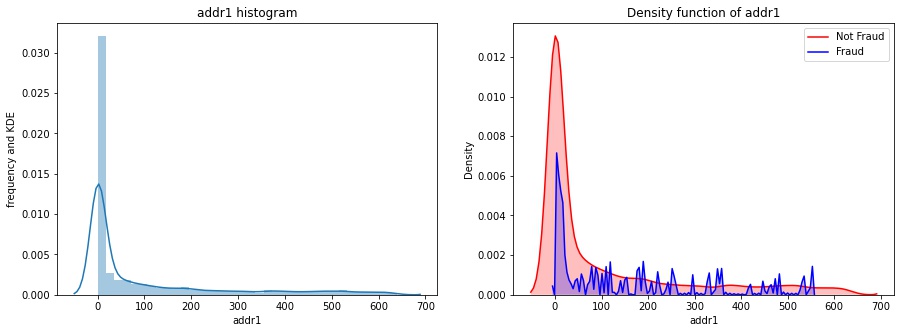 addr1 histogram
frequency and KDE
0.030
0.025
0.020
0.015
0.010
0.005
0.000
0 100 200 300 400 500 600 700
addr1
Density function of addr1
Not Fraud
Fraud
Density
0.012
0.010
0.008
0.006
0.004
0.002
0.000
0 100 200 300 400 500 600 700
addr1